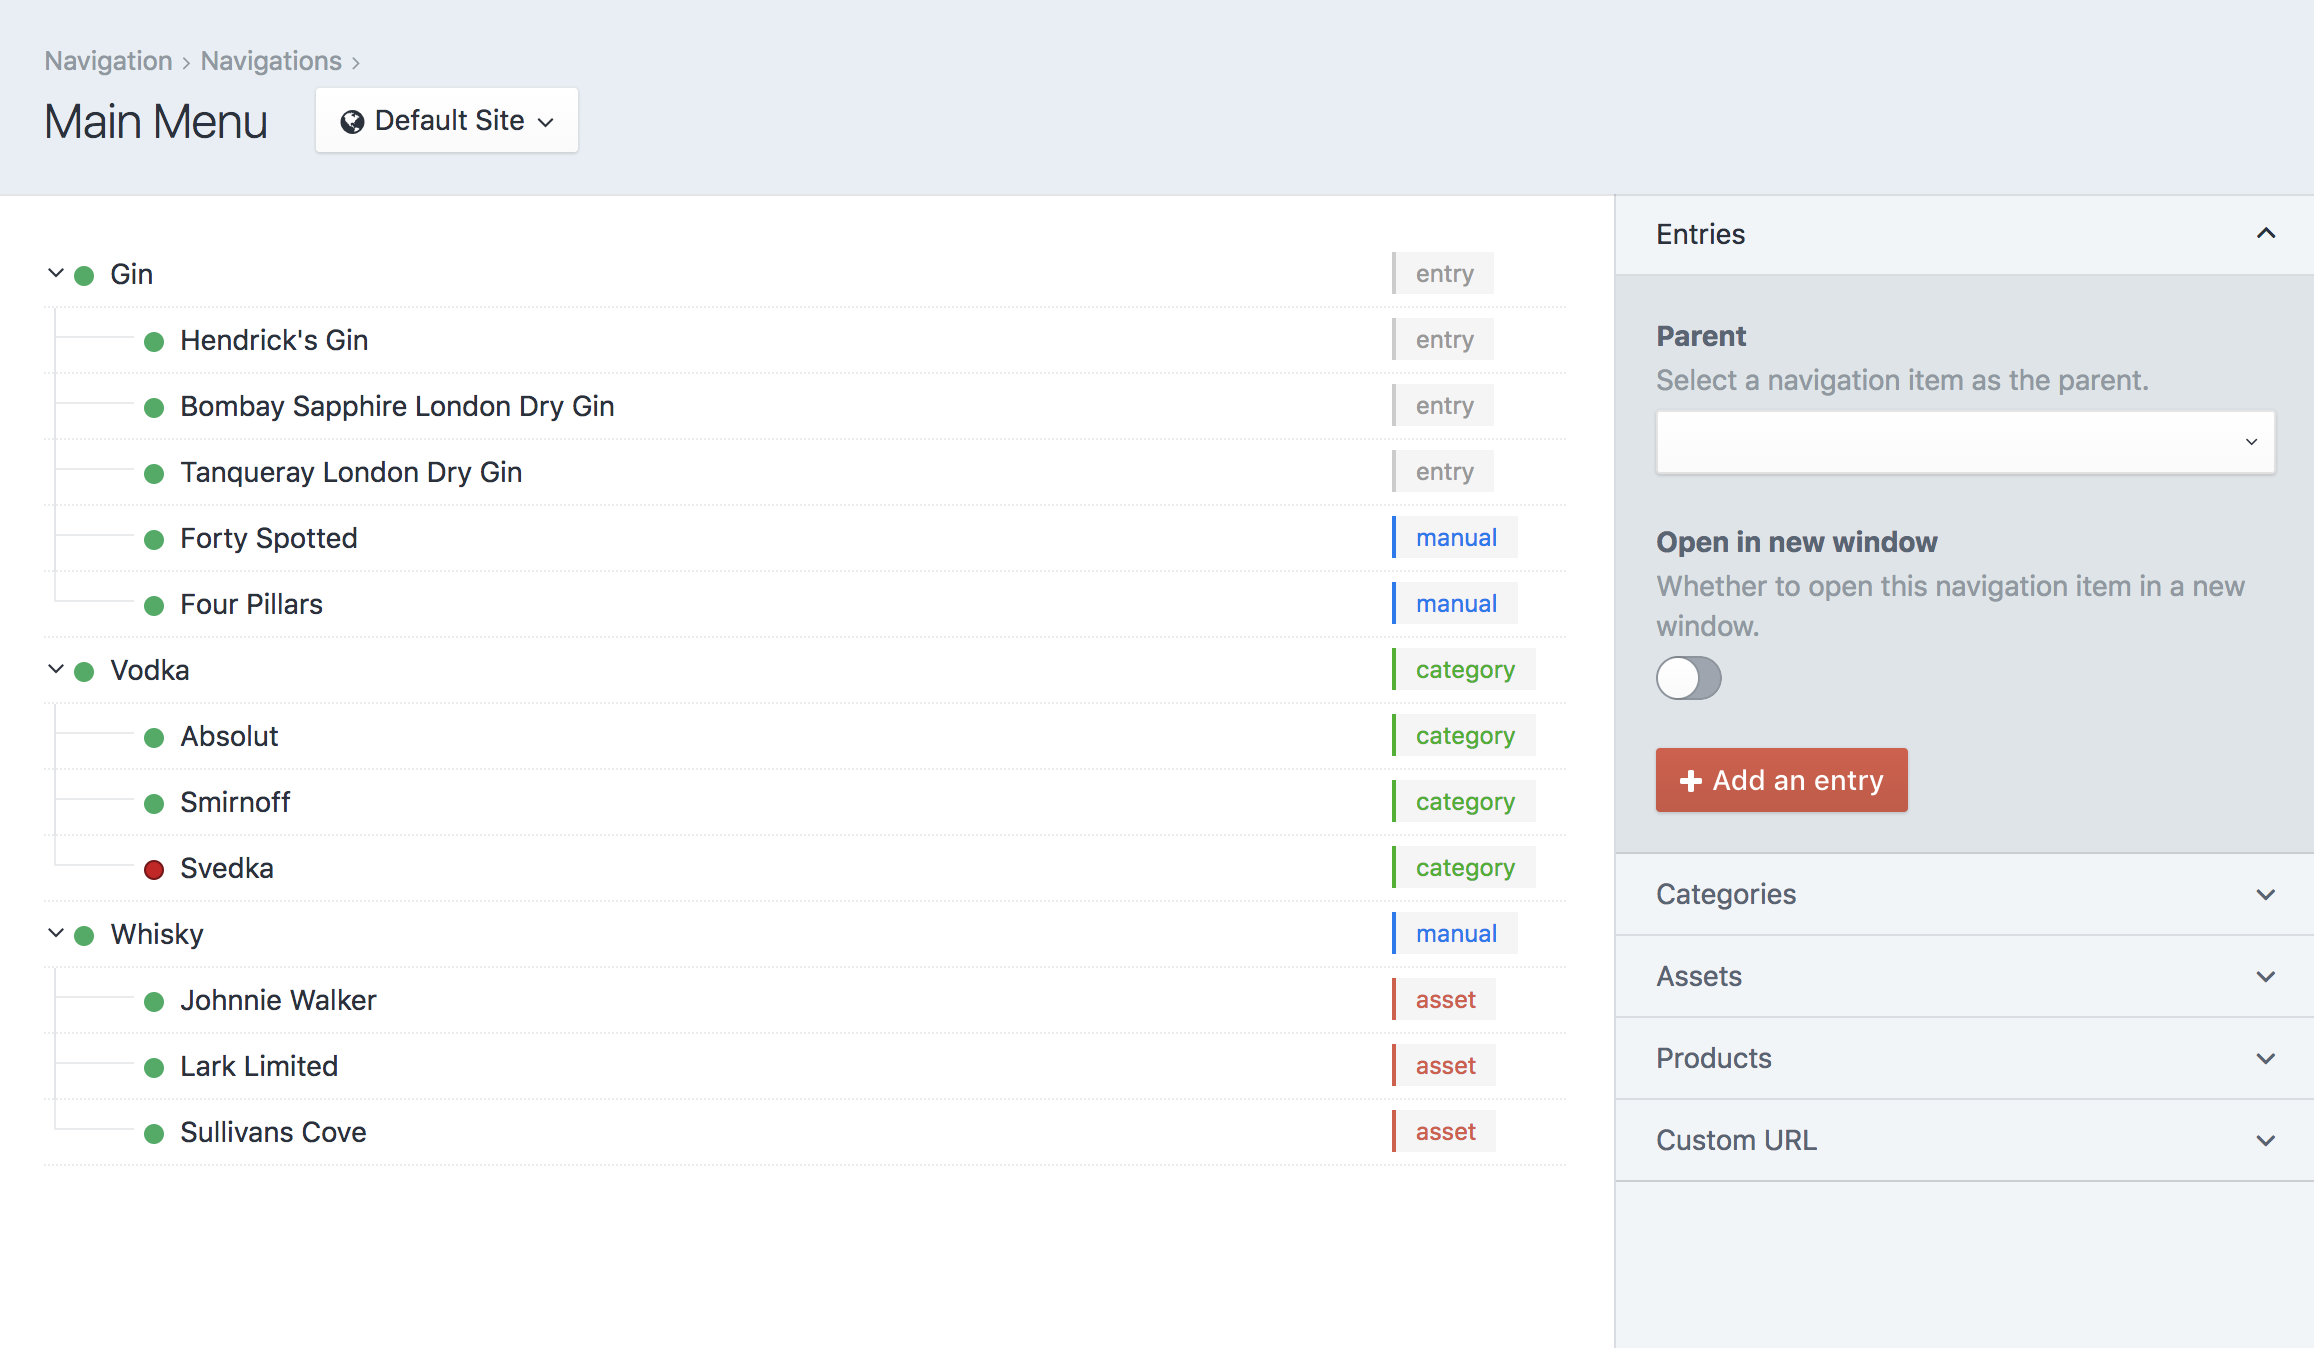 Navigation › Navigations ›
Main Menu Default Site
Gin entry
Hendrick's Gin entry
Bombay Sapphire London Dry Gin entry
Tanqueray London Dry Gin entry
Forty Spotted manual
Four Pillars manual
Vodka category
Absolut category
Smirnoff category
Svedka category
Whisky manual
Johnnie Walker asset
Lark Limited asset
Sullivans Cove asset
Entries
Parent
Select a navigation item as the parent.
Open in new window
Whether to open this navigation item in a new
window.
Add an entry
Categories
Assets
Products
Custom URL